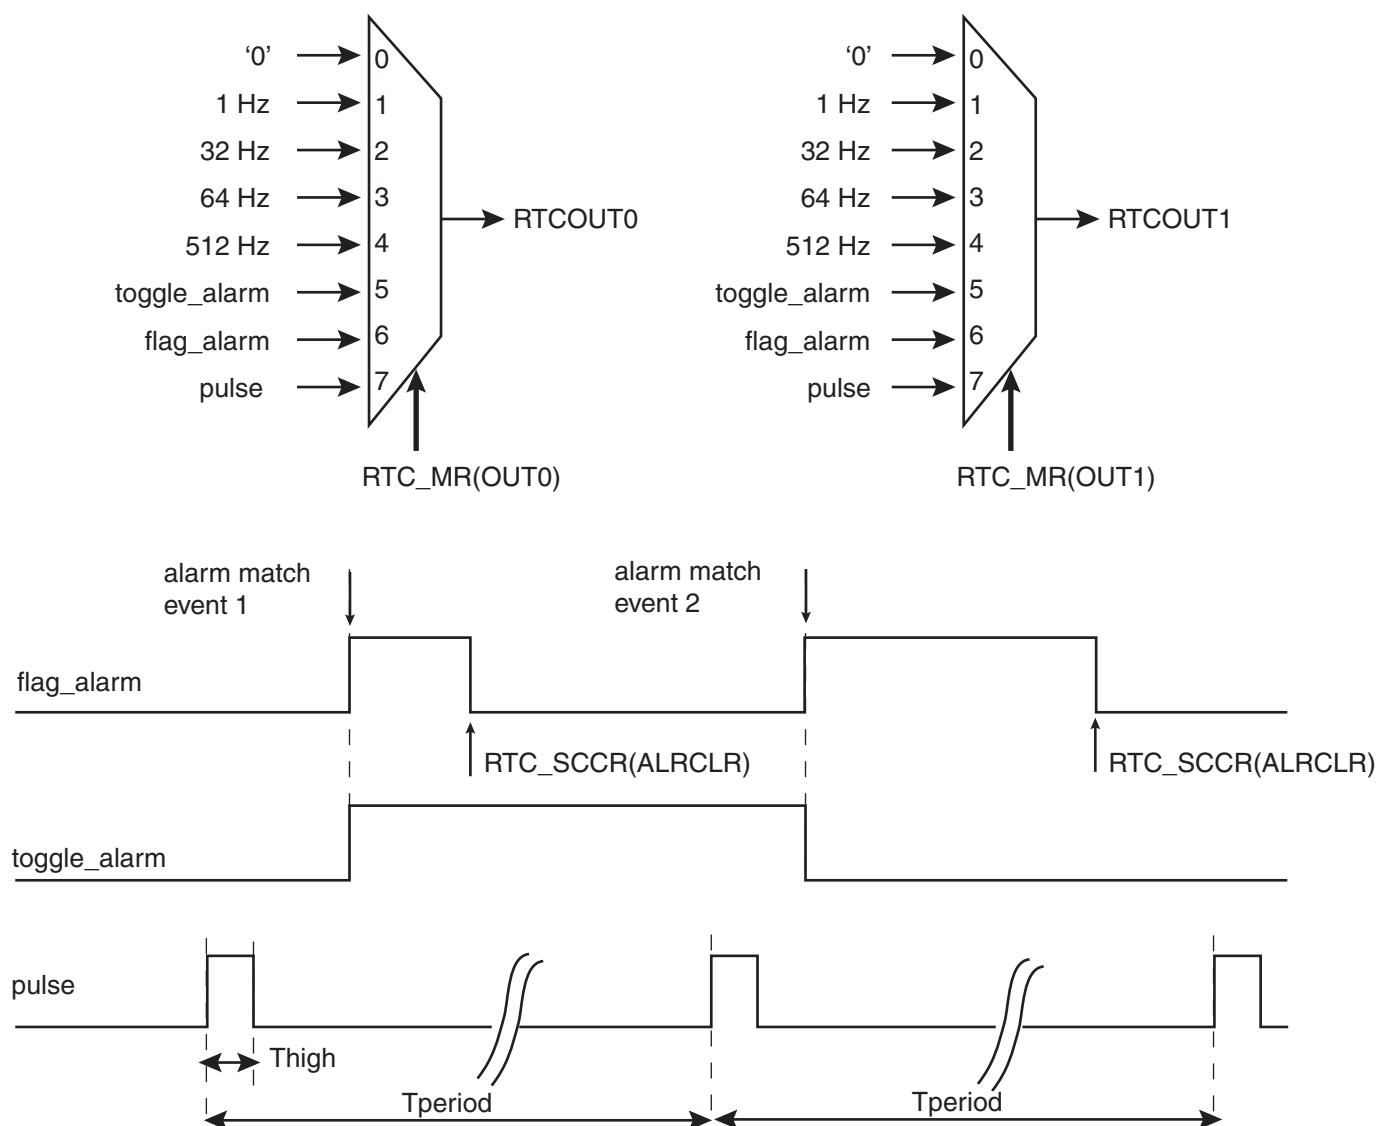 ‘0’
0
1 Hz
1
32 Hz
2
64 Hz
3
512 Hz
4
toggle_alarm
5
flag_alarm
6
pulse
7
RTCOUT0
RTC_MR(OUT0)
‘0’
0
1 Hz
1
32 Hz
2
64 Hz
3
512 Hz
4
toggle_alarm
5
flag_alarm
6
pulse
7
RTCOUT1
RTC_MR(OUT1)
alarm match
event 1
alarm match
event 2
flag_alarm
RTC_SCCR(ALRCLR)
RTC_SCCR(ALRCLR)
toggle_alarm
pulse
Thigh
Tperiod
Tperiod